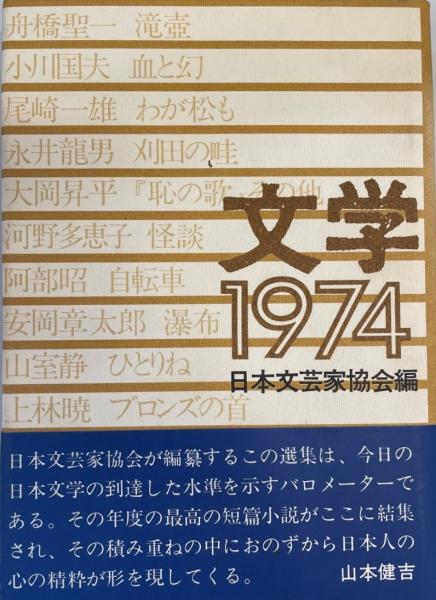 舟橋聖一 滝壺
小川国夫 血と幻
尾崎一雄 わが松も
永井龍男 刈田の畦
大岡昇平 『恥の歌』その他
河野多恵子 怪談
阿部昭 自転車
安岡章太郎 瀑布
山室静 ひとりね
上林暁 ブロンズの首
文学
1974
日本文芸家協会編
日本文芸家協会が編纂するこの選集は、今日の
日本文学の到達した水準を示すバロメーターで
ある。その年度の最高の短篇小説がここに結集
され、その積み重ねの中におのずから日本人の
心の精粋が形を現してくる。 山本健吉